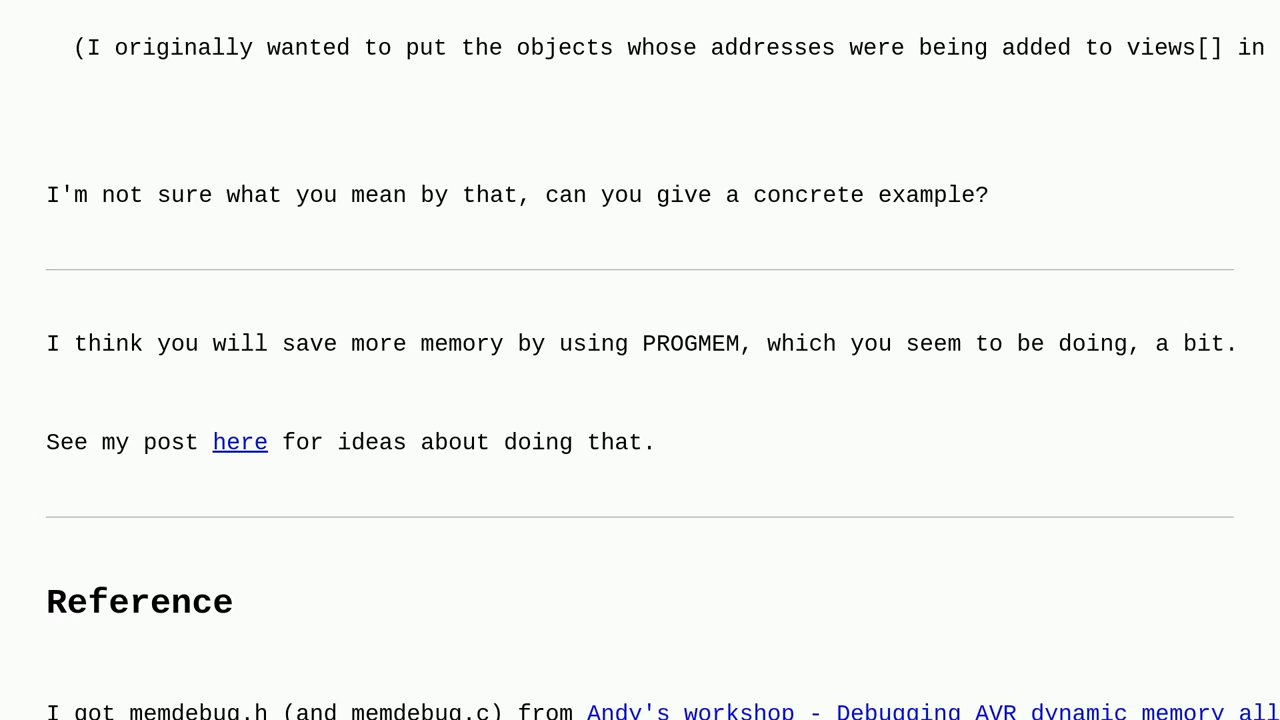 (I originally wanted to put the objects whose addresses were being added to views[] in
I'm not sure what you mean by that, can you give a concrete example?
I think you will save more memory by using PROGMEM, which you seem to be doing, a bit.
See my post here for ideas about doing that.
Reference
I got memdebug.h (and memdebug.c) from Andy's workshop - Debugging AVR dynamic memory all